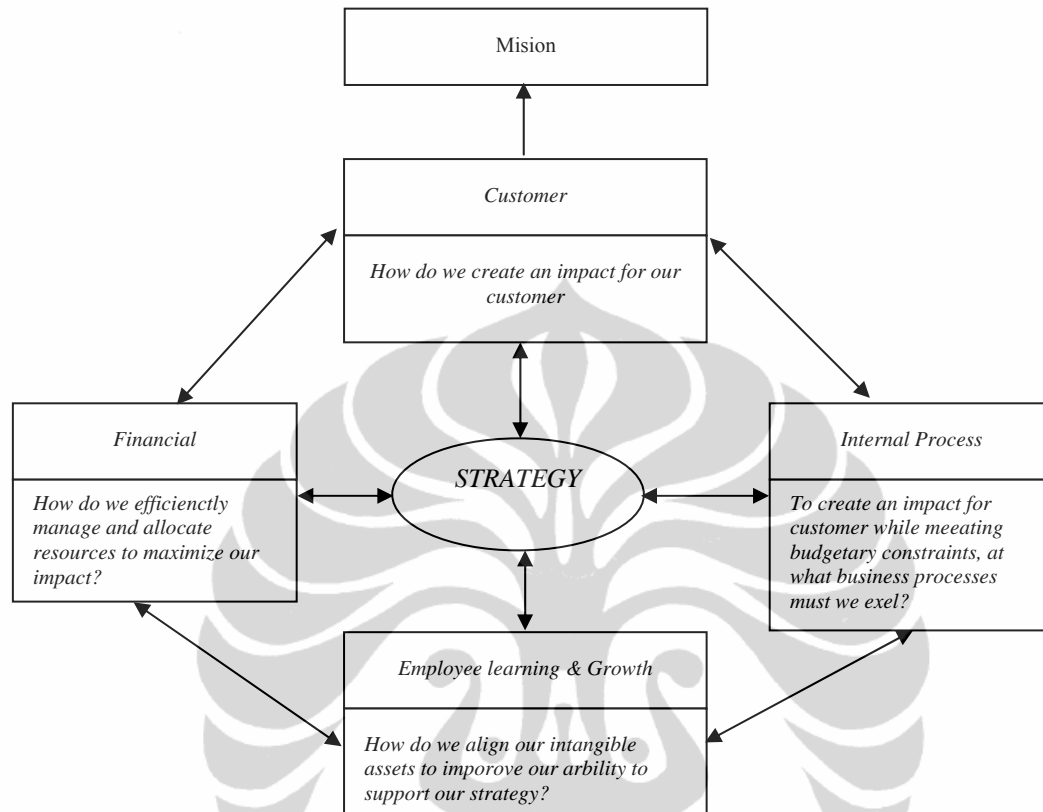 Mision
Customer
How do we create an impact for our
customer
Financial
How do we efficienctly
manage and allocate
resources to maximize our
impact?
STRATEGY
Internal Process
To create an impact for
customer while meeating
budgetary constraints, at
what business processes
must we exel?
Employee learning & Growth
How do we align our intangible
assets to imporove our arbility to
support our strategy?